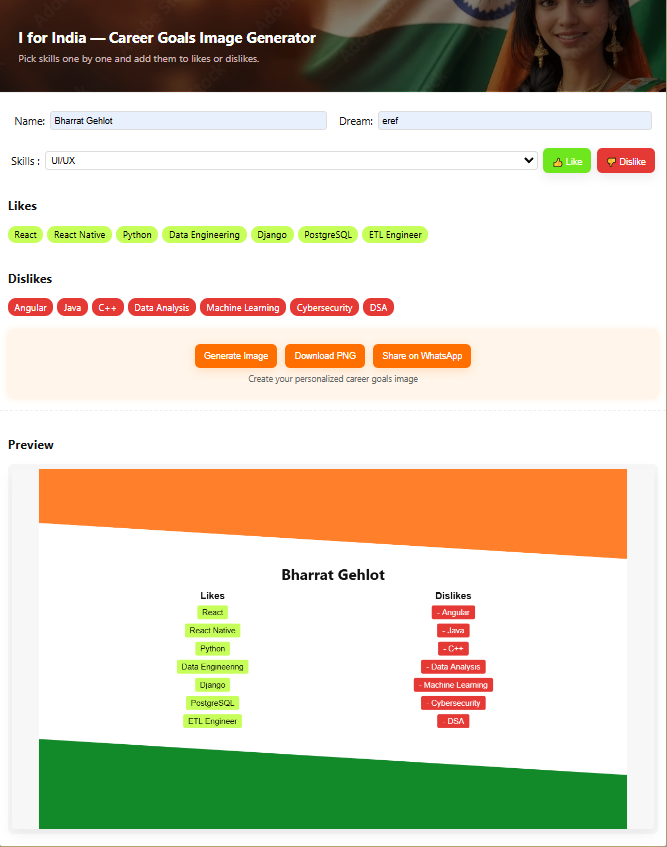 I for India — Career Goals Image Generator
Pick skills one by one and add them to likes or dislikes.
Name: Bharrat Gehlot Dream: eref
Skills : UI/UX 👍 Like 👎 Dislike
Likes
React React Native Python Data Engineering Django PostgreSQL ETL Engineer
Dislikes
Angular Java C++ Data Analysis Machine Learning Cybersecurity DSA
Generate Image Download PNG Share on WhatsApp
Create your personalized career goals image
Preview
Bharrat Gehlot
Likes Dislikes
React - Angular
React Native - Java
Python - C++
Data Engineering - Data Analysis
Django - Machine Learning
PostgreSQL - Cybersecurity
ETL Engineer - DSA